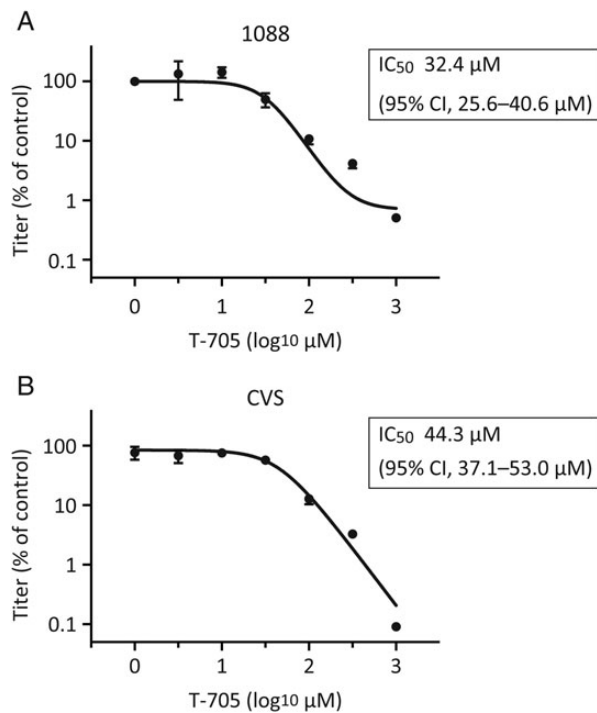 A
1088
Titer (% of control)
100
10
1
0.1
0 1 2 3
T-705 (log10 µM)
IC50 32.4 µM
(95% CI, 25.6–40.6 µM)
B
CVS
Titer (% of control)
100
10
1
0.1
0 1 2 3
T-705 (log10 µM)
IC50 44.3 µM
(95% CI, 37.1–53.0 µM)